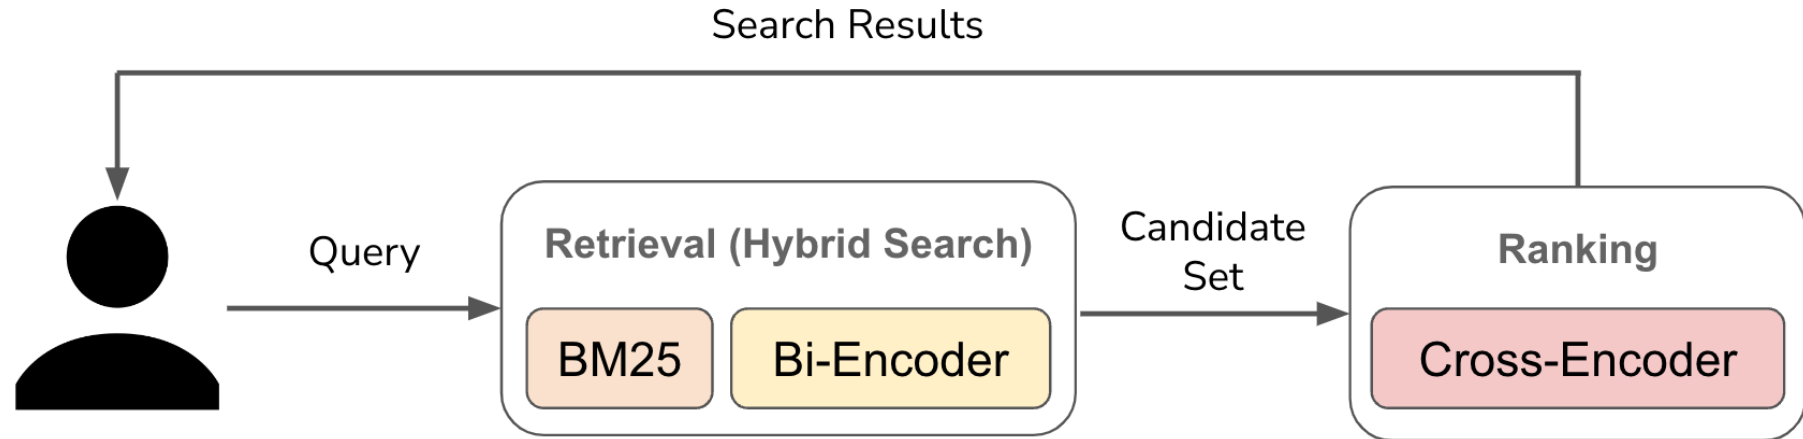 Search Results
Query
Retrieval (Hybrid Search)
BM25
Bi-Encoder
Candidate
Set
Ranking
Cross-Encoder